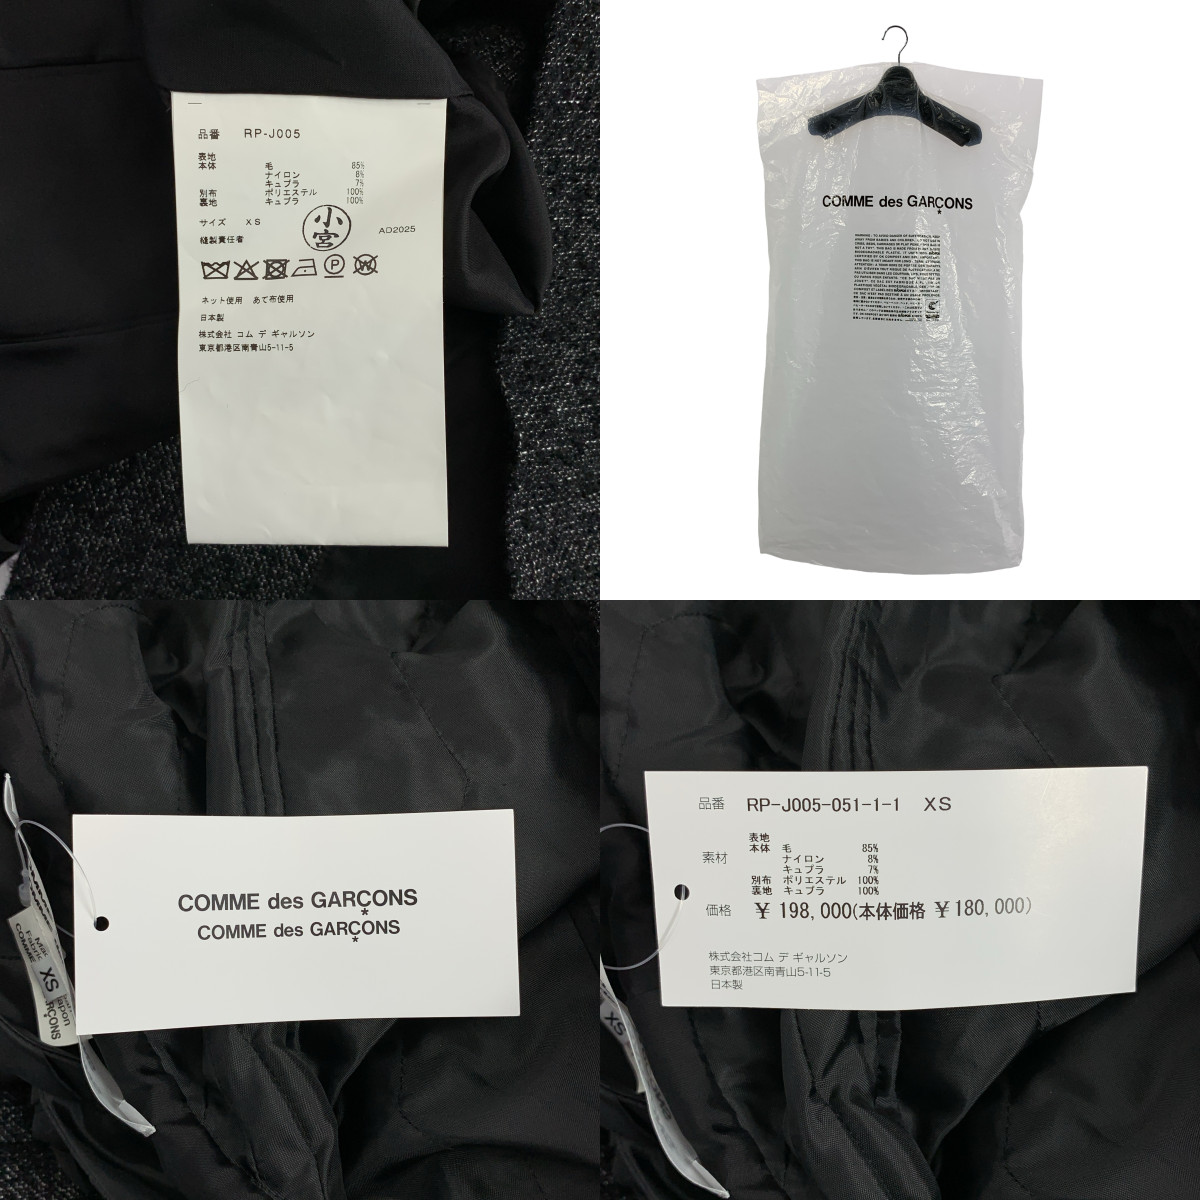 品番 RP-J005
表地
本体 毛 85%
ナイロン 8%
キュプラ 7%
別布 ポリエステル 100%
裏地 キュプラ 100%
サイズ XS
縫製責任者 小宮 AD2025
P
W
ネット使用 あて布使用
日本製
株式会社 コム デ ギャルソン
東京都港区南青山5-11-5
COMME des GARÇONS
COMME des GARÇONS
COMME des GARÇONS
XS
品番 RP-J005-051-1-1 XS
素材
表地
本体 毛 85%
ナイロン 8%
キュプラ 7%
別布 ポリエステル 100%
裏地 キュプラ 100%
価格 ¥ 198,000(本体価格 ¥180,000)
株式会社コム デ ギャルソン
東京都港区南青山5-11-5
日本製
XS